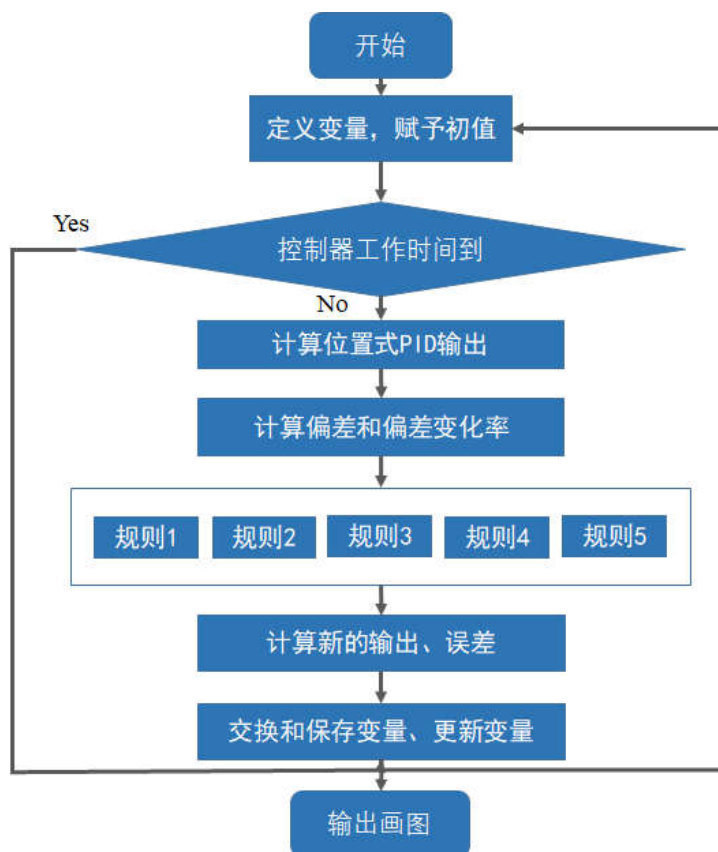 开始
定义变量，赋予初值
Yes
控制器工作时间到
No
计算位置式PID输出
计算偏差和偏差变化率
规则1 规则2 规则3 规则4 规则5
计算新的输出、误差
交换和保存变量、更新变量
输出画图